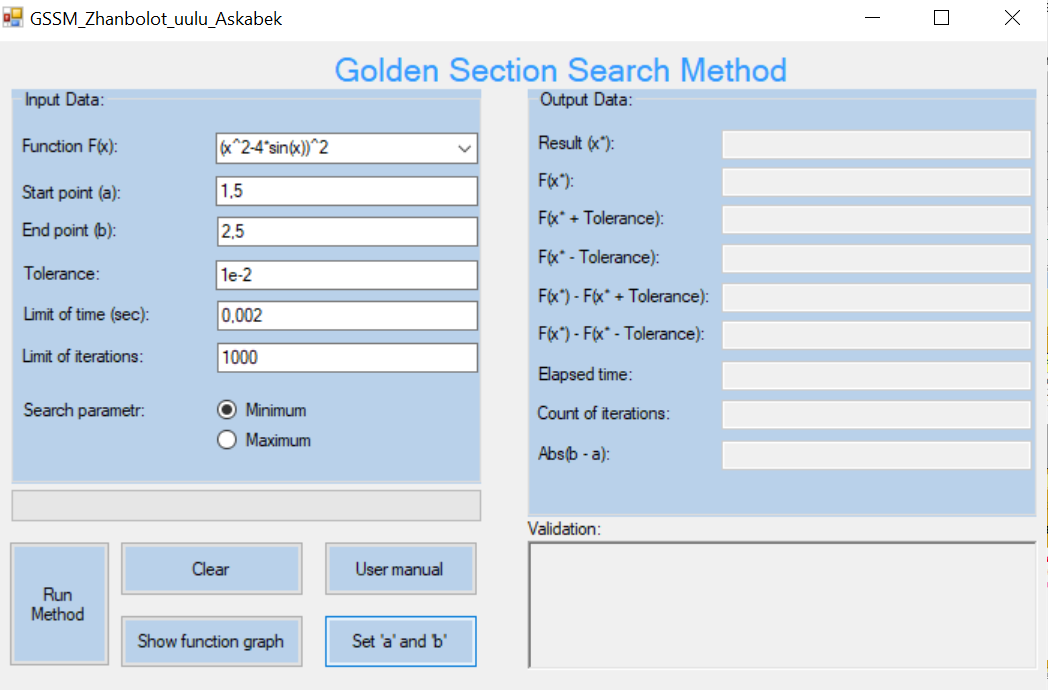 GSSM_Zhanbolot_uulu_Askabek
Golden Section Search Method
Input Data:
Function F(x): (x^2-4*sin(x))^2
Start point (a): 1,5
End point (b): 2,5
Tolerance: 1e-2
Limit of time (sec): 0,002
Limit of iterations: 1000
Search parametr: Minimum
Maximum
Run
Method
Clear
User manual
Show function graph
Set 'a' and 'b'
Output Data:
Result (x*):
F(x*):
F(x* + Tolerance):
F(x* - Tolerance):
F(x*) - F(x* + Tolerance):
F(x*) - F(x* - Tolerance):
Elapsed time:
Count of iterations:
Abs(b - a):
Validation: